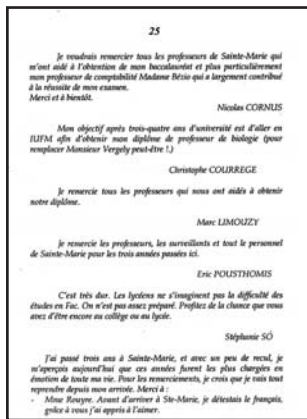 25
Je voudrais remercier tous les professeurs de Sainte-Marie qui
m'ont aidé à l'obtention de mon baccalauréat et plus particulièrement
mon professeur de comptabilité Madame Bézio qui a largement contribué
à la réussite de mon examen.
Merci et à bientôt.
Nicolas CORNUS
Mon objectif après trois-quatre ans d'université est d'aller en
IUFM afin d'obtenir mon diplôme de professeur de biologie (pour
remplacer Monsieur Vergely peut-être !.)
Christophe COURREGE
Je remercie tous les professeurs qui nous ont aidés à obtenir
notre diplôme.
Marc LIMOUZY
Je remercie les professeurs, les surveillants et tout le personnel
de Sainte-Marie pour les trois années passées ici.
Eric POUSTHOMIS
C'est très dur. Les lycéens ne s'imaginent pas la difficulté des
études en Fac. On n'est pas assez préparé. Profitez de la chance que vous
avez d'être encore au collège ou au lycée.
Stéphanie SÓ
J'ai passé trois ans à Sainte-Marie, et avec un peu de recul, je
m'aperçois aujourd'hui que ces années furent les plus chargées en
émotion de toute ma vie. Pour les remerciements, je crois que je vais tout
reprendre depuis mon arrivée. Merci à :
- Mme Rouyre. Avant d'arriver à Ste-Marie, je détestais le français,
grâce à vous j'ai appris à l'aimer.